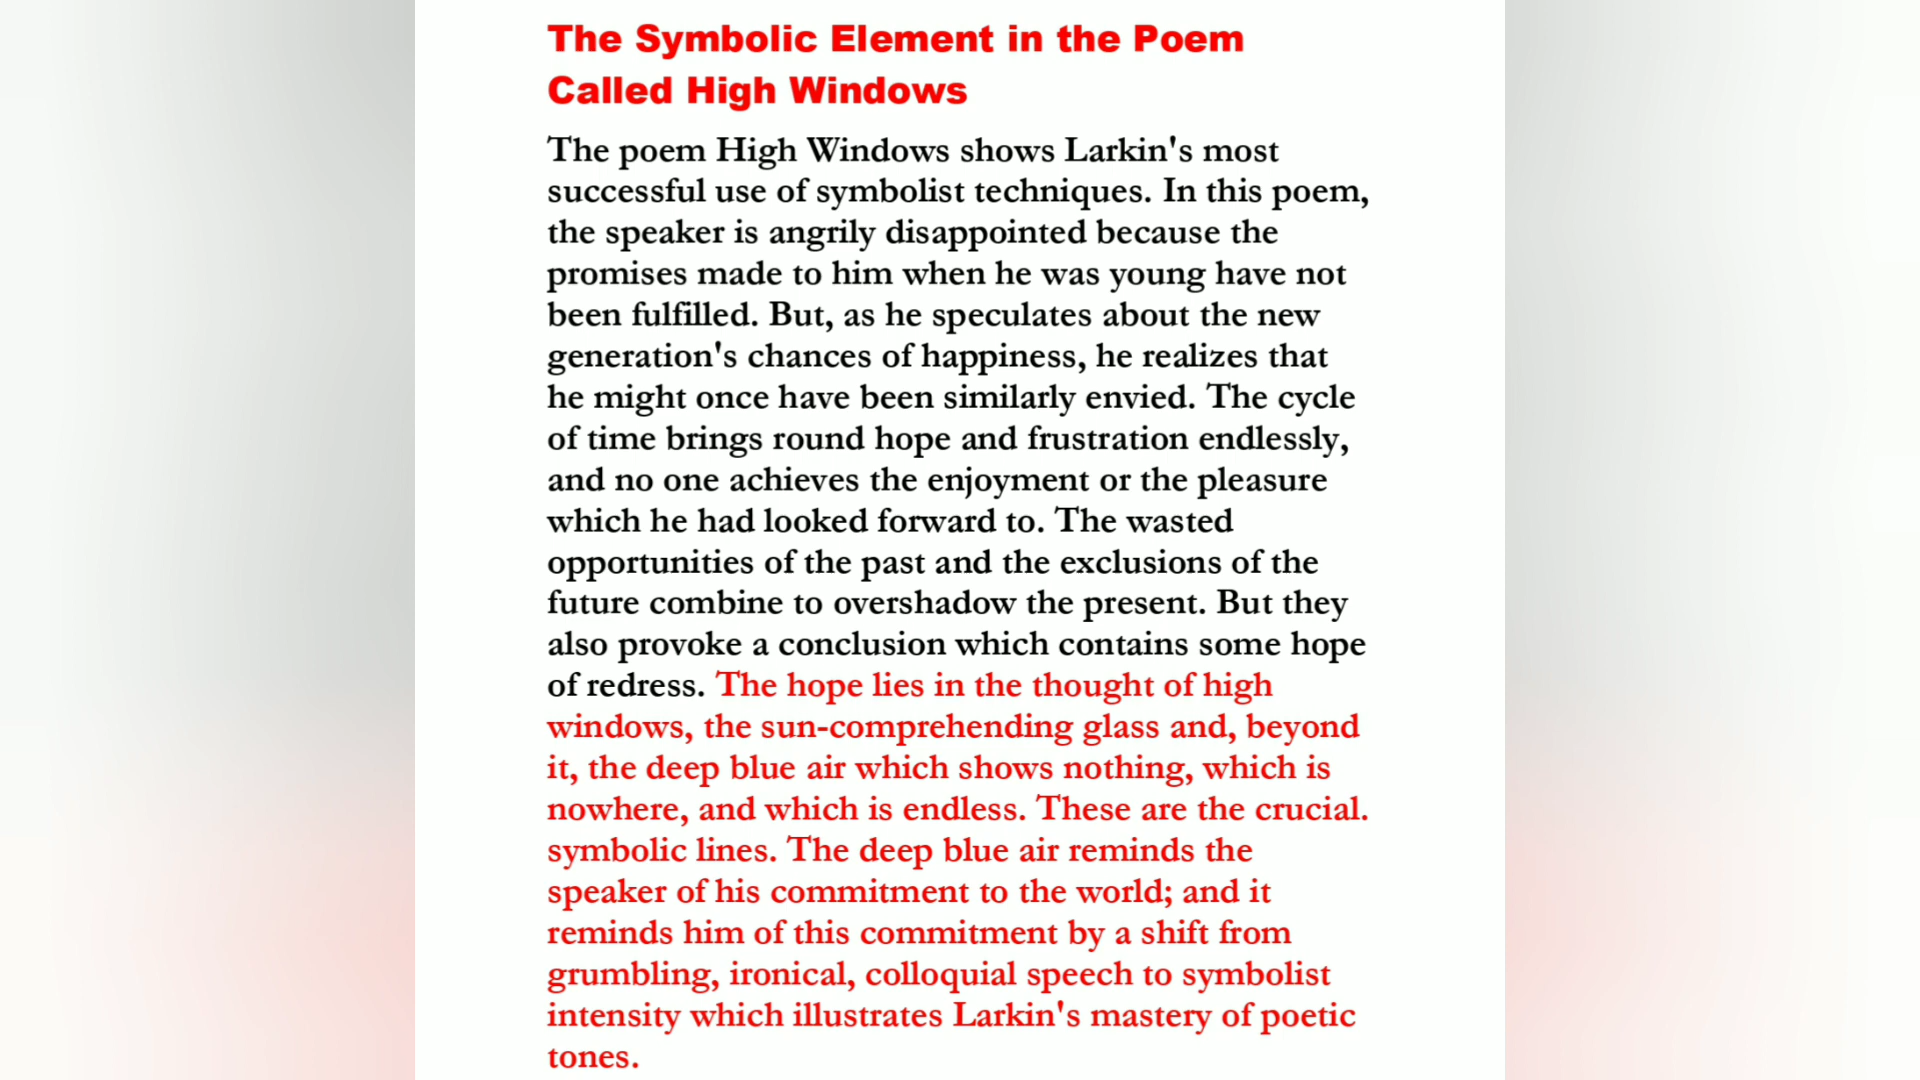 The Symbolic Element in the Poem
Called High Windows
The poem High Windows shows Larkin's most
successful use of symbolist techniques. In this poem,
the speaker is angrily disappointed because the
promises made to him when he was young have not
been fulfilled. But, as he speculates about the new
generation's chances of happiness, he realizes that
he might once have been similarly envied. The cycle
of time brings round hope and frustration endlessly,
and no one achieves the enjoyment or the pleasure
which he had looked forward to. The wasted
opportunities of the past and the exclusions of the
future combine to overshadow the present. But they
also provoke a conclusion which contains some hope
of redress. The hope lies in the thought of high
windows, the sun-comprehending glass and, beyond
it, the deep blue air which shows nothing, which is
nowhere, and which is endless. These are the crucial.
symbolic lines. The deep blue air reminds the
speaker of his commitment to the world; and it
reminds him of this commitment by a shift from
grumbling, ironical, colloquial speech to symbolist
intensity which illustrates Larkin's mastery of poetic
tones.